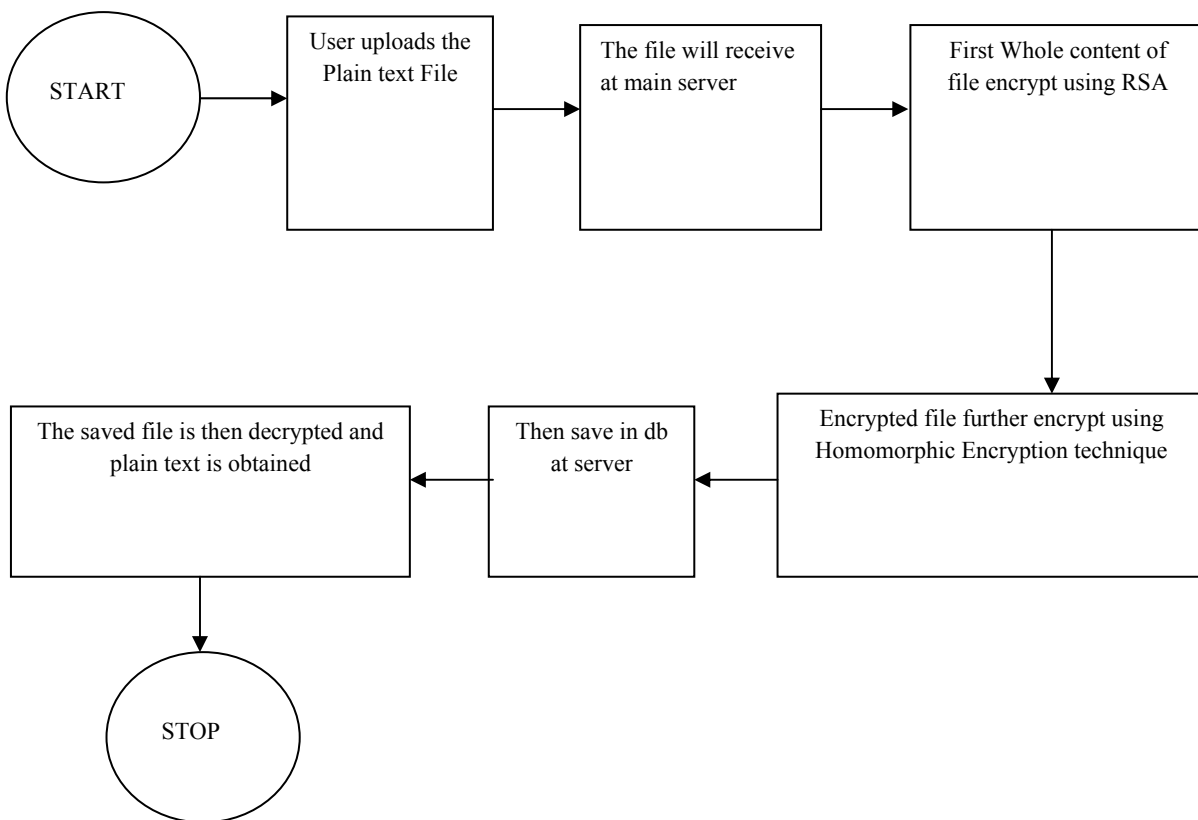 START
User uploads the
Plain text File
The file will receive
at main server
First Whole content of
file encrypt using RSA
Encrypted file further encrypt using
Homomorphic Encryption technique
Then save in db
at server
The saved file is then decrypted and
plain text is obtained
STOP